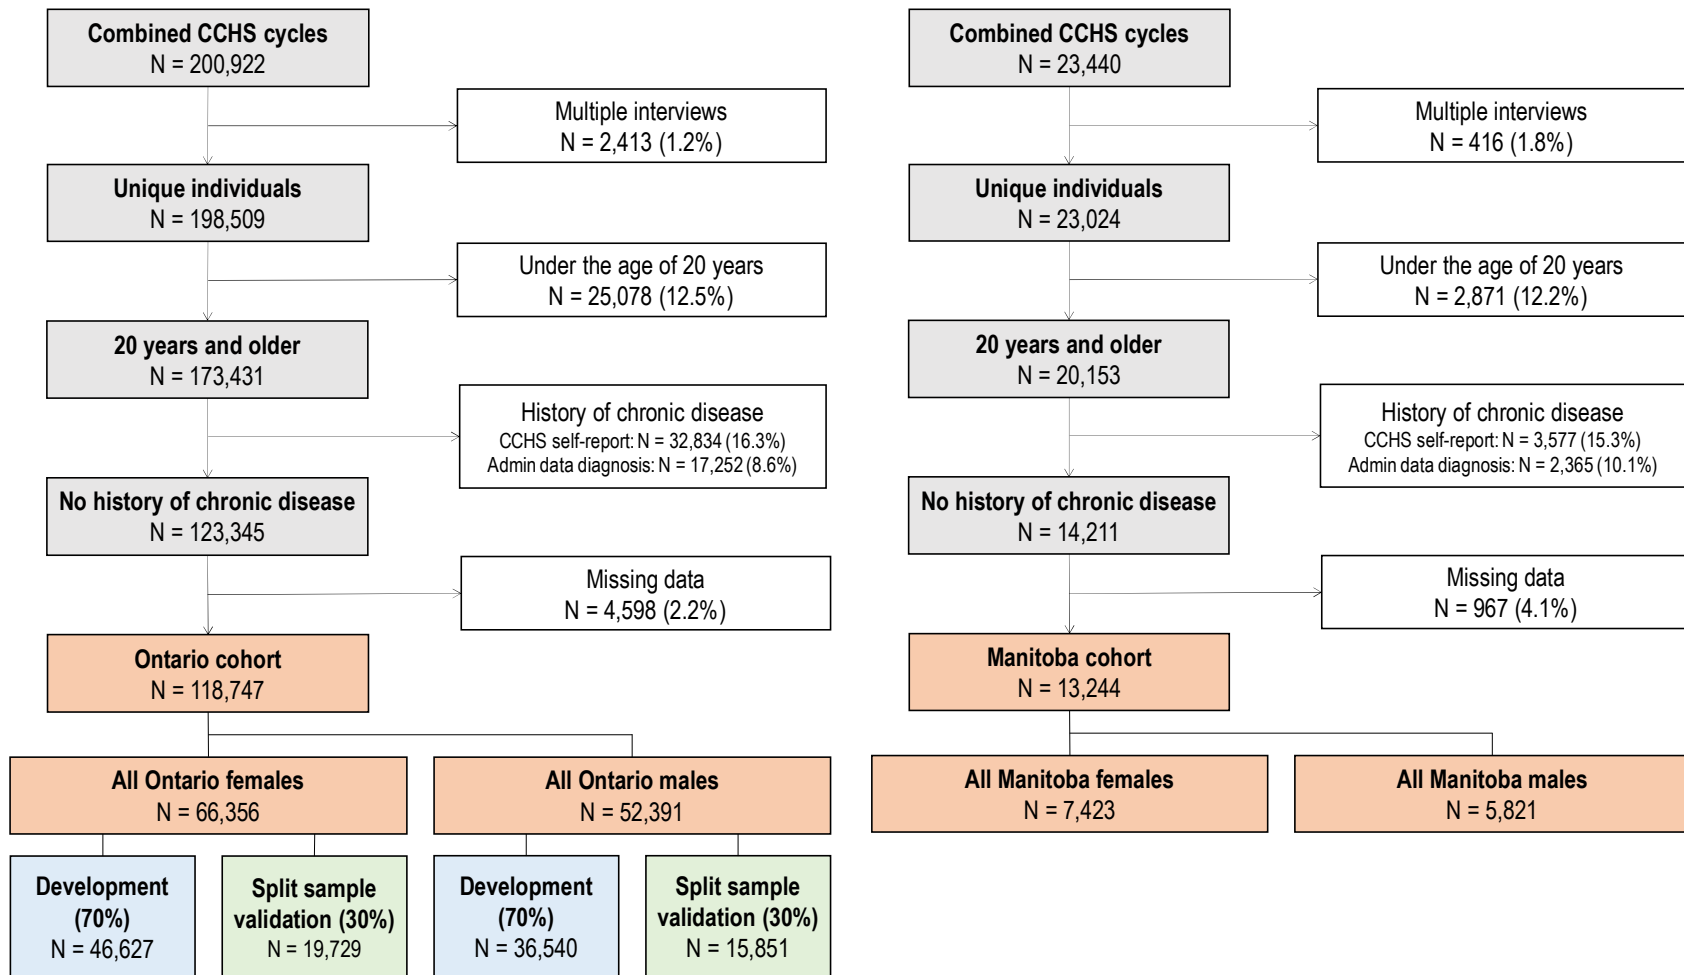 Combined CCHS cycles
N = 200,922
Multiple interviews
N = 2,413 (1.2%)
Unique individuals
N = 198,509
Under the age of 20 years
N = 25,078 (12.5%)
20 years and older
N = 173,431
History of chronic disease
CCHS self-report: N = 32,834 (16.3%)
Admin data diagnosis: N = 17,252 (8.6%)
No history of chronic disease
N = 123,345
Missing data
N = 4,598 (2.2%)
Ontario cohort
N = 118,747
All Ontario females
N = 66,356
All Ontario males
N = 52,391
Development
(70%)
N = 46,627
Split sample
validation (30%)
N = 19,729
Development
(70%)
N = 36,540
Split sample
validation (30%)
N = 15,851
Combined CCHS cycles
N = 23,440
Multiple interviews
N = 416 (1.8%)
Unique individuals
N = 23,024
Under the age of 20 years
N = 2,871 (12.2%)
20 years and older
N = 20,153
History of chronic disease
CCHS self-report: N = 3,577 (15.3%)
Admin data diagnosis: N = 2,365 (10.1%)
No history of chronic disease
N = 14,211
Missing data
N = 967 (4.1%)
Manitoba cohort
N = 13,244
All Manitoba females
N = 7,423
All Manitoba males
N = 5,821